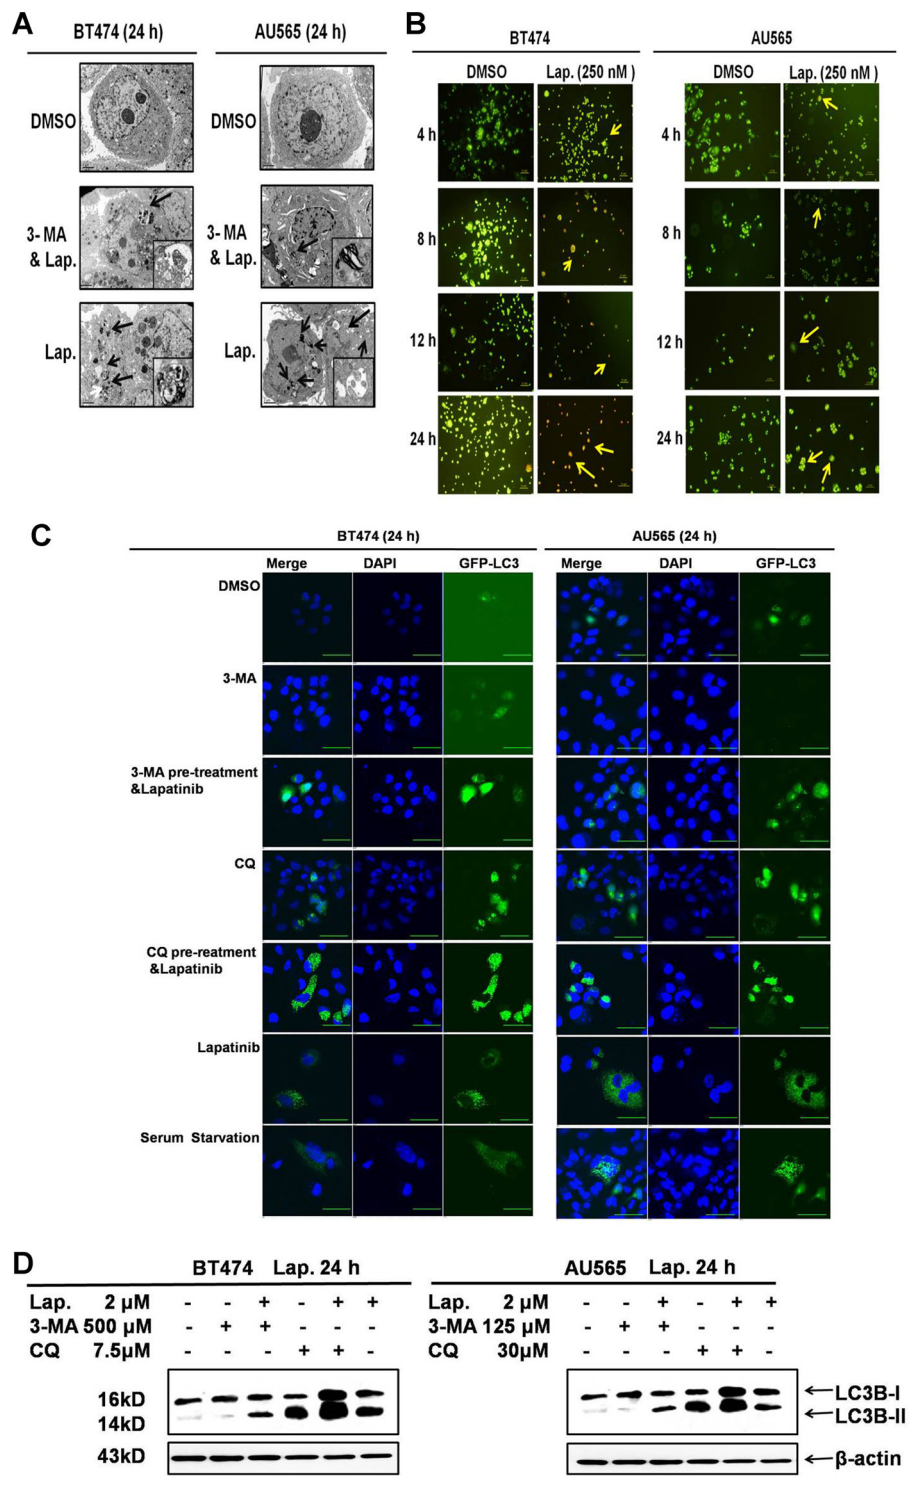 A
BT474 (24 h)
AU565 (24 h)
DMSO
DMSO
3- MA
& Lap.
3- MA
& Lap.
Lap.
Lap.
B
BT474
AU565
DMSO
Lap. (250 nM )
DMSO
Lap. (250 nM )
4 h
4 h
8 h
8 h
12 h
12 h
24 h
24 h
C
BT474 (24 h)
AU565 (24 h)
Merge DAPI GFP-LC3
Merge DAPI GFP-LC3
DMSO
3-MA
3-MA pre-treatment
&Lapatinib
CQ
CQ pre-treatment
&Lapatinib
Lapatinib
Serum Starvation
D
BT474 Lap. 24 h
Lap. 2 μM - - + - + +
3-MA 500 μM - + + - - -
CQ 7.5μM - - - + + -
16kD
14kD
43kD
AU565 Lap. 24 h
Lap. 2 μM - - + - + +
3-MA 125 μM - + + - - -
CQ 30μM - - - + + -
LC3B-I
LC3B-II
β-actin